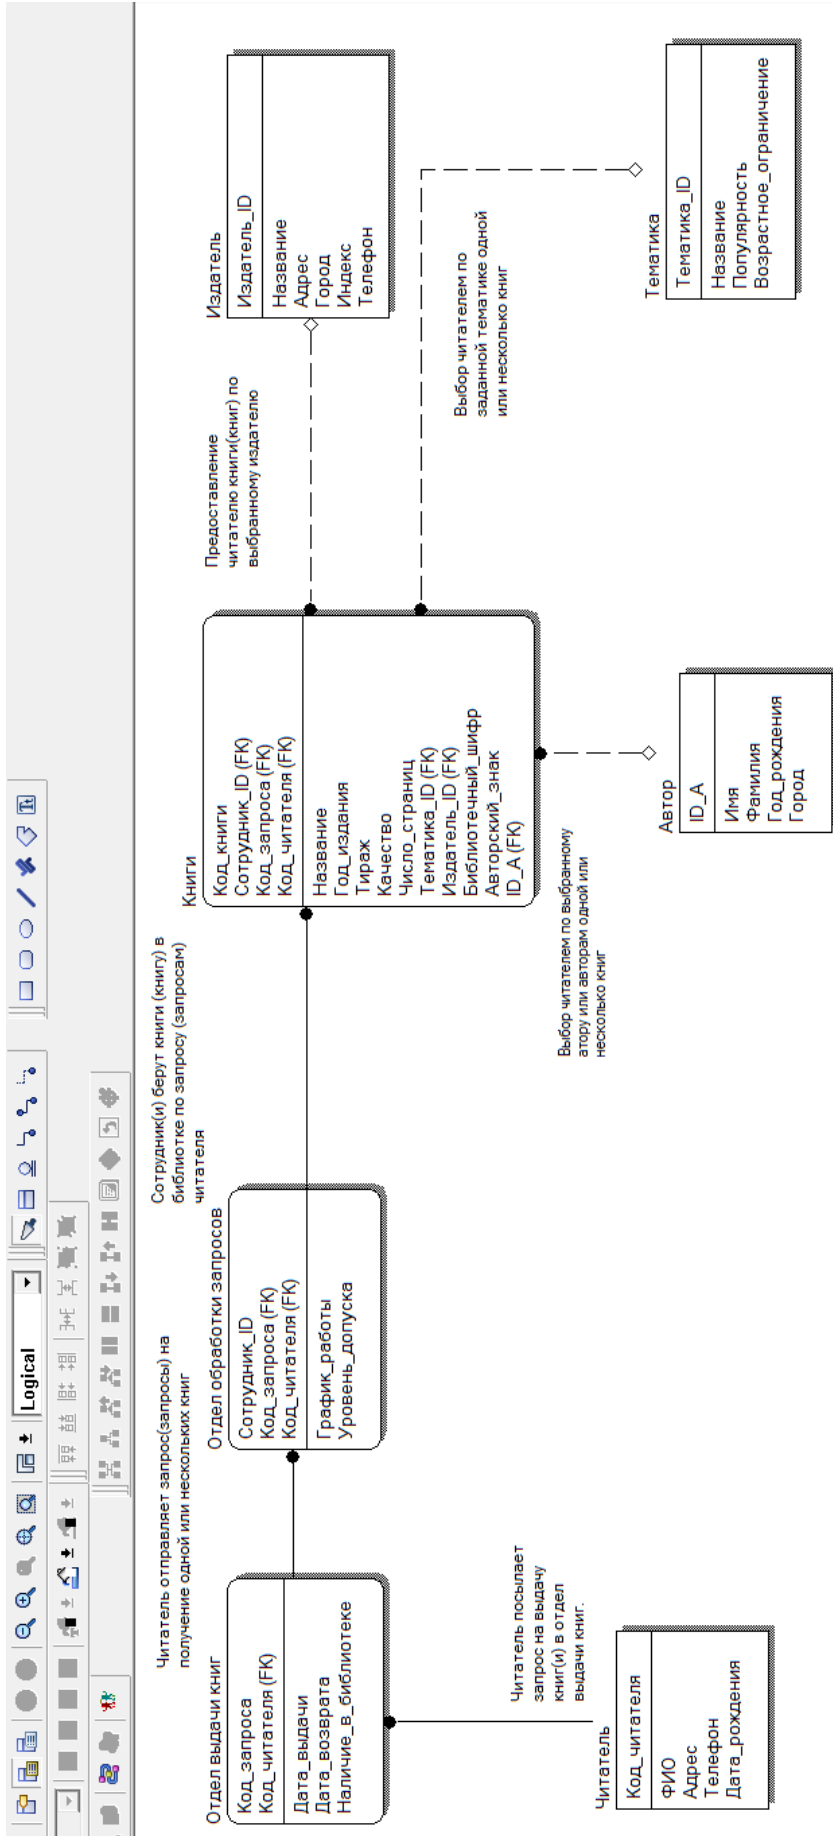 Logical
Читатель отправляет запрос(запросы) на
получение одной или нескольких книг
Сотрудник(и) берут книги (книгу) в
библиотке по запросу (запросам)
читателя
Отдел выдачи книг
Код_запроса
Код_читателя (FK)
Дата_выдачи
Дата_возврата
Наличие_в_библиотеке
Отдел обработки запросов
Сотрудник_ID
Код_запроса (FK)
Код_читателя (FK)
График_работы
Уровень_допуска
Книги
Код_книги
Сотрудник_ID (FK)
Код_запроса (FK)
Код_читателя (FK)
Название
Год_издания
Тираж
Качество
Число_страниц
Тематика_ID (FK)
Издатель_ID (FK)
Библиотечный_шифр
Авторский_знак
ID_A (FK)
Предоставление
читателю книги(книг) по
выбранному издателю
Издатель
Издатель_ID
Название
Адрес
Город
Индекс
Телефон
Читатель посылает
запрос на выдачу
книг(и) в отдел
выдачи книг.
Выбор читателем по выбранному
атору или авторам одной или
несколько книг
Выбор читателем по
заданной тематике одной
или несколько книг
Читатель
Код_читателя
ФИО
Адрес
Телефон
Дата_рождения
Автор
ID_A
Имя
Фамилия
Год_рождения
Город
Тематика
Тематика_ID
Название
Популярность
Возрастное_ограничение